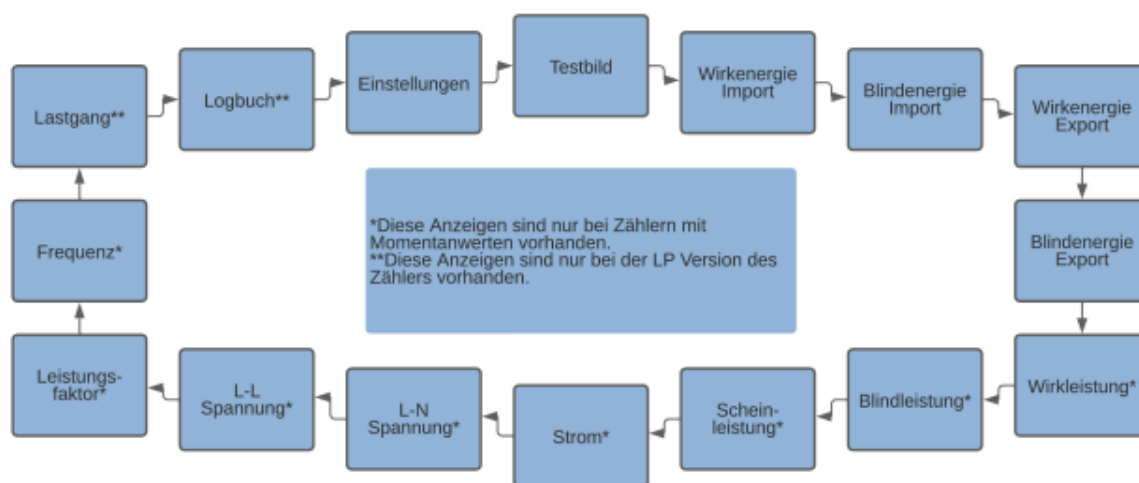 Testbild
Einstellungen
Wirkenergie
Import
Logbuch**
Blindenergie
Import
Lastgang**
Wirkenergie
Export
*Diese Anzeigen sind nur bei Zählern mit
Momentanwerten vorhanden.
**Diese Anzeigen sind nur bei der LP Version des
Zählers vorhanden.
Frequenz*
Blindenergie
Export
Leistungs-
faktor*
L-L
Spannung*
L-N
Spannung*
Strom*
Schein-
leistung*
Blindleistung*
Wirkleistung*